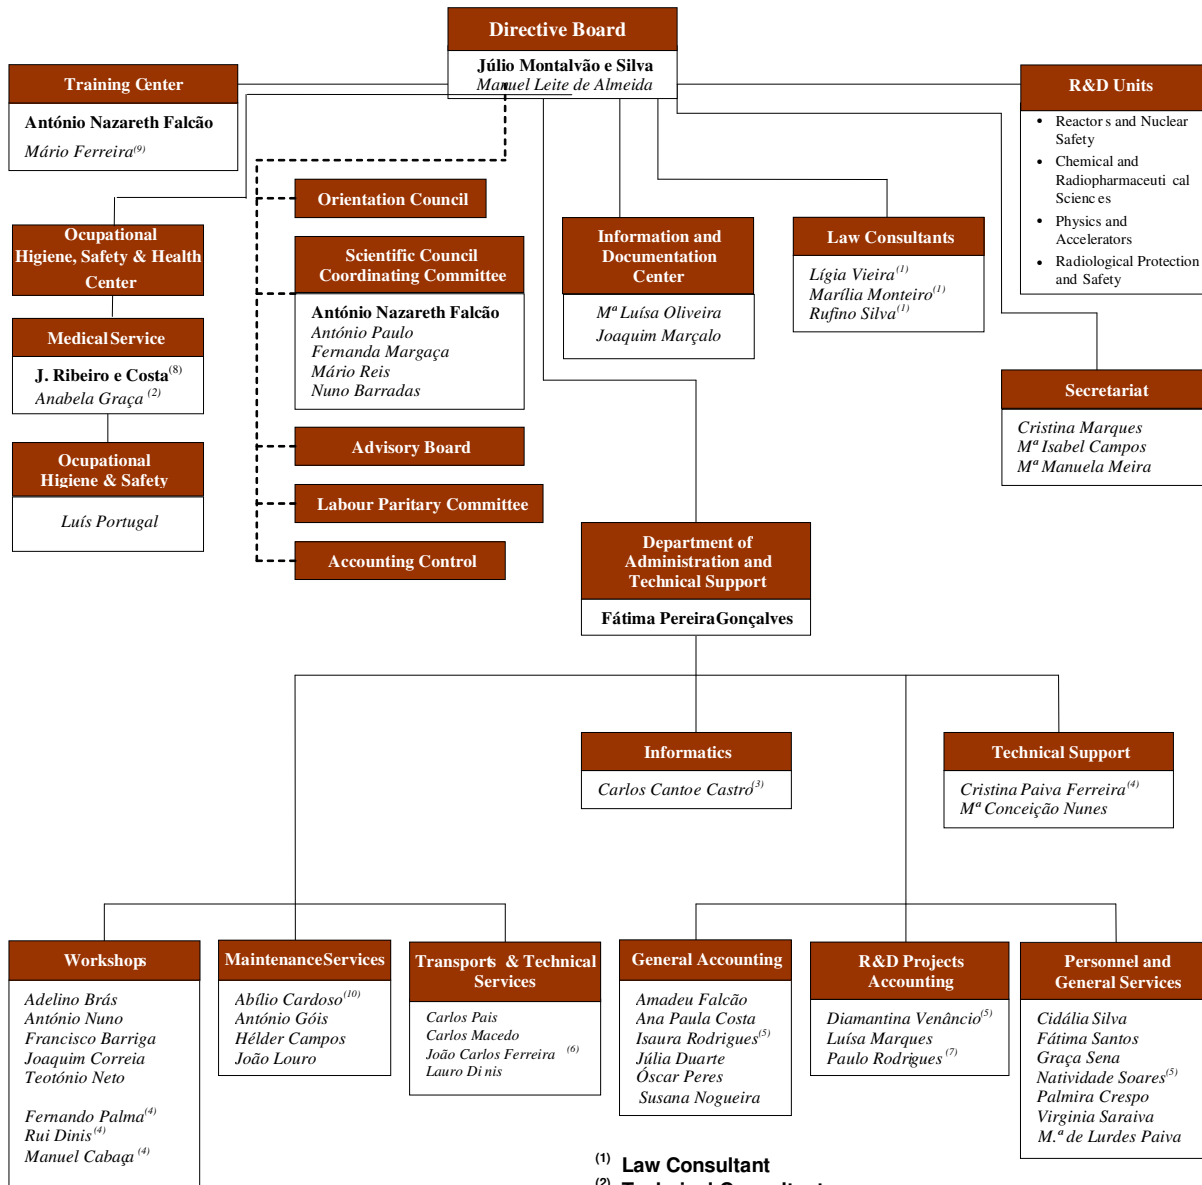 Directive Board
Júlio Montalvão e Silva
Manuel Leite de Almeida
Training Center
António Nazareth Falcão
Mário Ferreira(9)
R&D Units
• Reactors and Nuclear
Safety
• Chemical and
Radiopharmaceuti cal
Scienc es
• Physics and
Accelerators
• Radiological Protection
and Safety
Orientation Council
Ocupational
Higiene, Safety & Health
Center
Scientific Council
Coordinating Committee
António Nazareth Falcão
António Paulo
Fernanda Margaça
Mário Reis
Nuno Barradas
Information and
Documentation
Center
Mª Luísa Oliveira
Joaquim Marçalo
Law Consultants
Lígia Vieira(1)
Marília Monteiro(1)
Rufino Silva(1)
Medical Service
J. Ribeiro e Costa(8)
Anabela Graça (2)
Secretariat
Cristina Marques
Mª Isabel Campos
Mª Manuela Meira
Ocupational
Higiene & Safety
Luís Portugal
Advisory Board
Labour Paritary Committee
Accounting Control
Department of
Administration and
Technical Support
Fátima Pereira Gonçalves
Informatics
Carlos Cantoe Castro(3)
Technical Support
Cristina Paiva Ferreira(4)
Mª Conceição Nunes
Workshops
Adelino Brás
António Nuno
Francisco Barriga
Joaquim Correia
Teotónio Neto
Fernando Palma(4)
Rui Dinis(4)
Manuel Cabaça(4)
Maintenance Services
Abílio Cardoso(10)
António Góis
Hélder Campos
João Louro
Transports & Technical
Services
Carlos Pais
Carlos Macedo
João Carlos Ferreira (6)
Lauro Dinis
General Accounting
Amadeu Falcão
Ana Paula Costa
Isaura Rodrigues(5)
Júlia Duarte
Óscar Peres
Susana Nogueira
R&D Projects
Accounting
Diamantina Venâncio(5)
Luísa Marques
Paulo Rodrigues(7)
Personnel and
General Services
Cidália Silva
Fátima Santos
Graça Sena
Natividade Soares(5)
Palmira Crespo
Virginia Saraiva
M.ª de Lurdes Paiva
(1) Law Consultant
(2) Technical Consultant